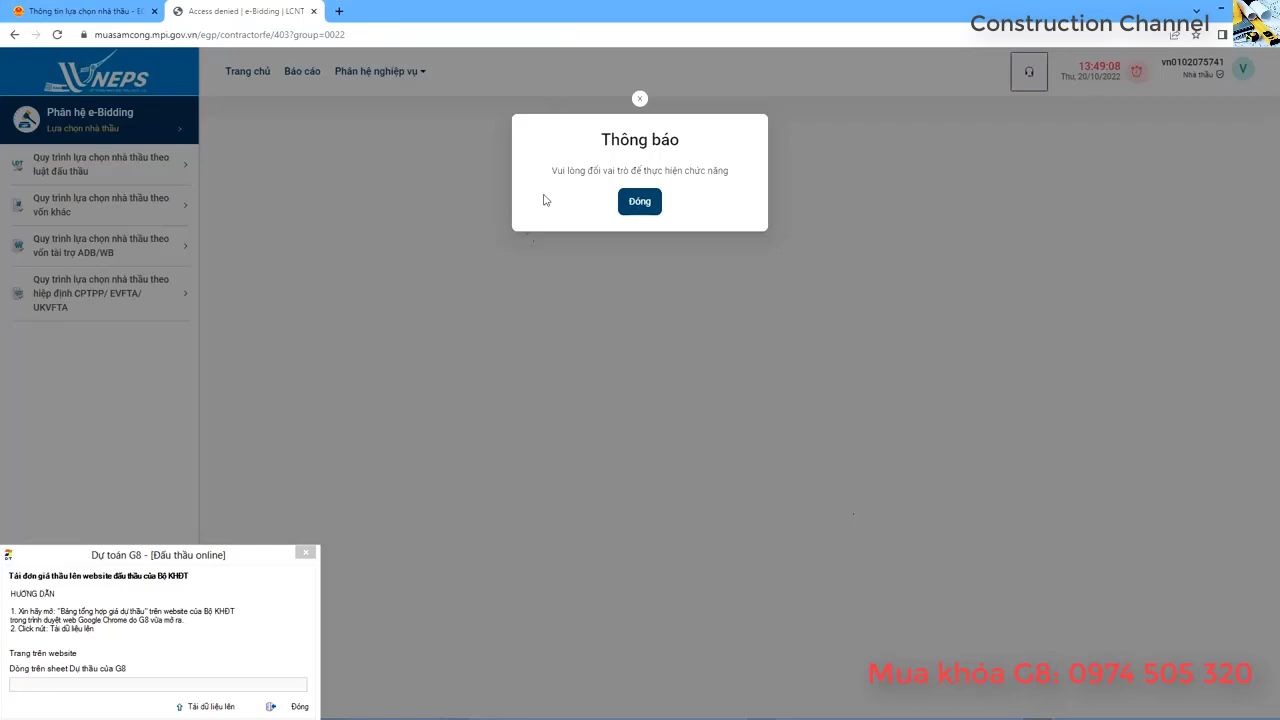 Thông tin lựa chọn nhà thầu - EG
Access denied | e-Bidding | LCNT
Construction Channel
muasamcong.mpi.gov.vn/egp/contractorfe/403?group=0022
VNEPS
Trang chủ
Báo cáo
Phân hệ nghiệp vụ
13:49:08
Thu, 20/10/2022
vn0102075741
Nhà thầu
V
Phân hệ e-Bidding
Lựa chọn nhà thầu
LDT
Quy trình lựa chọn nhà thầu theo
luật đấu thầu
Quy trình lựa chọn nhà thầu theo
vốn khác
Quy trình lựa chọn nhà thầu theo
vốn tài trợ ADB/WB
Quy trình lựa chọn nhà thầu theo
hiệp định CPTPP/ EVFTA/
UKVFTA
Thông báo
Vui lòng đổi vai trò để thực hiện chức năng
Đóng
Dự toán G8 - [Đấu thầu online]
Tải đơn giá thầu lên website đấu thầu của Bộ KHĐT
HƯỚNG DẪN
1. Xin hãy mở: "Bảng tổng hợp giá dự thầu" trên website của Bộ KHĐT
trong trình duyệt web Google Chrome do G8 vừa mở ra.
2. Click nút: Tải dữ liệu lên
Trang trên website
Dòng trên sheet Dự thầu của G8
Tải dữ liệu lên
Đóng
Mua khóa G8: 0974 505 320